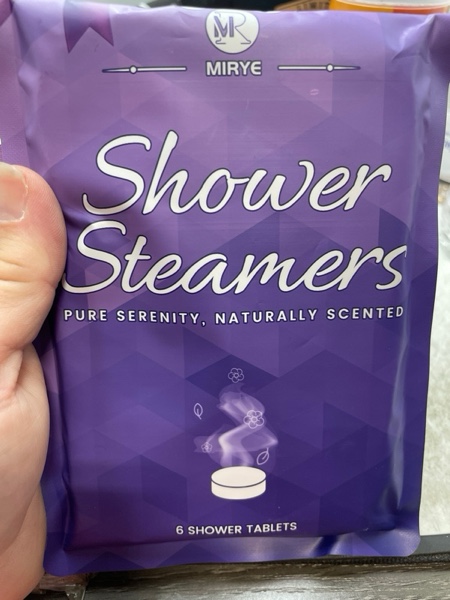 MR
MIRYE
Shower
Steamers
PURE SERENITY, NATURALLY SCENTED
6 SHOWER TABLETS